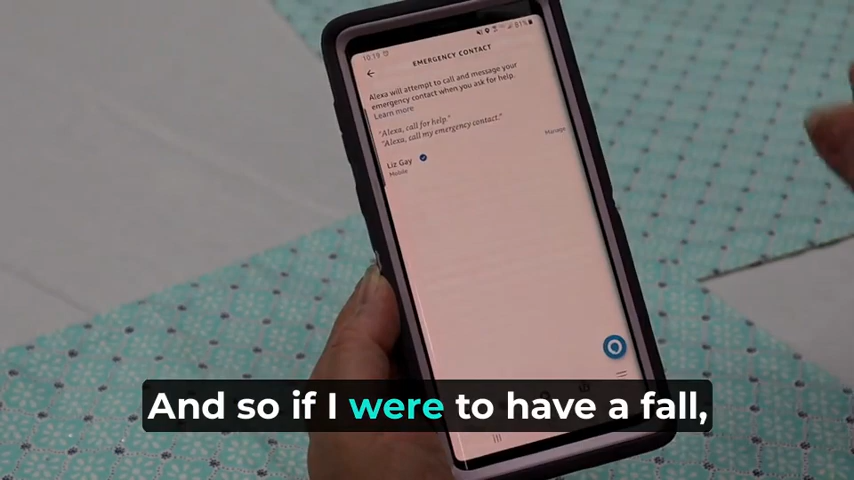 10:19
81%
EMERGENCY CONTACT
Alexa will attempt to call and message your
emergency contact when you ask for help.
Learn more
"Alexa, call for help."
"Alexa, call my emergency contact."
Liz Gay
Mobile
Manage
And so if I were to have a fall,